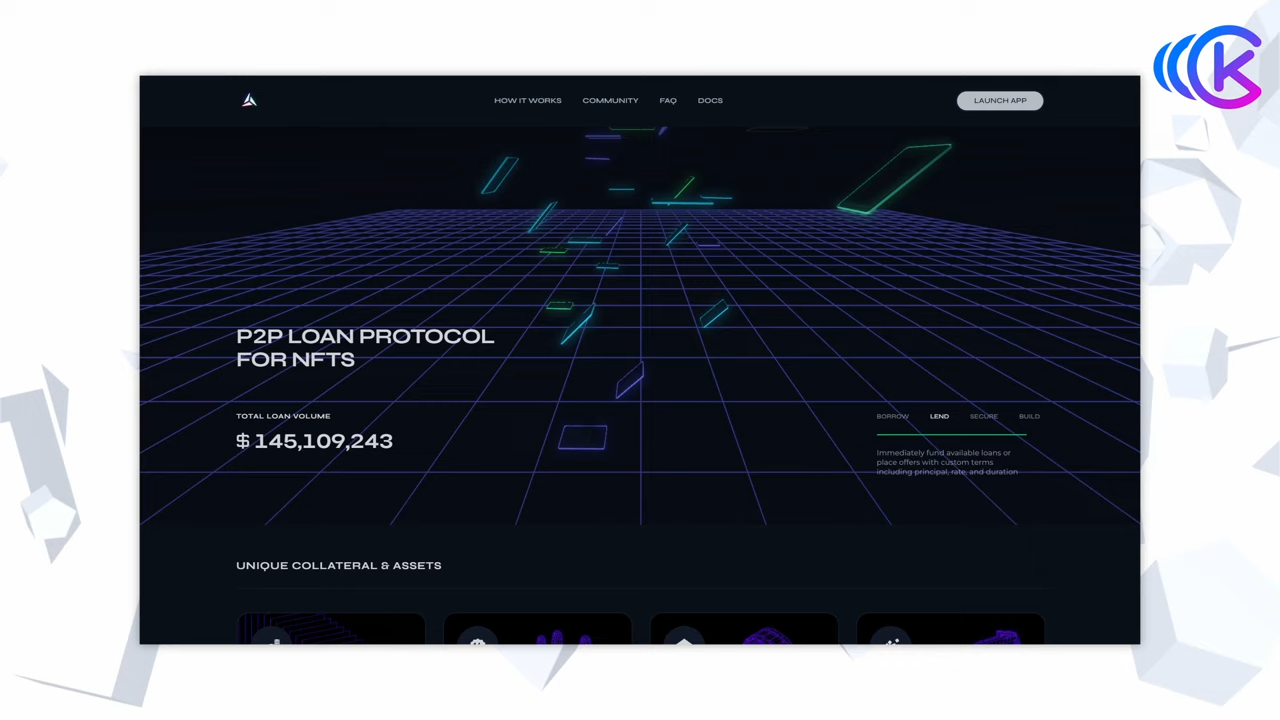 HOW IT WORKS COMMUNITY FAQ DOCS LAUNCH APP
P2P LOAN PROTOCOL
FOR NFTS
TOTAL LOAN VOLUME
$ 145,109,243
BORROW LEND SECURE BUILD
Immediately fund available loans or
place offers with custom terms
including principal, rate, and duration
UNIQUE COLLATERAL & ASSETS